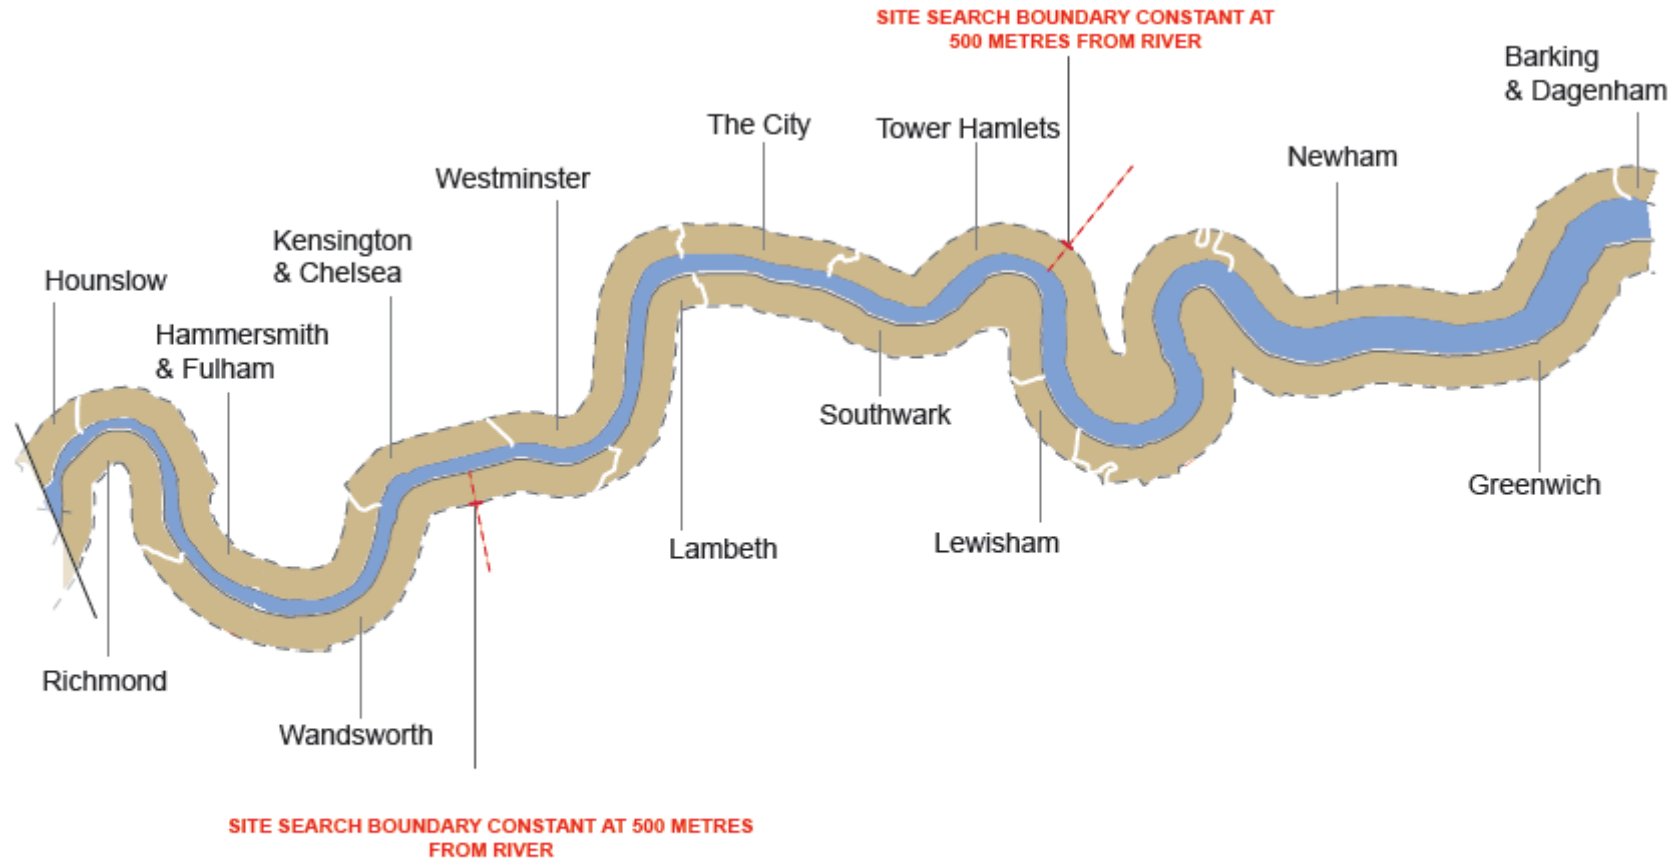 SITE SEARCH BOUNDARY CONSTANT AT
500 METRES FROM RIVER
Barking
& Dagenham
The City
Tower Hamlets
Newham
Westminster
Kensington
& Chelsea
Hounslow
Hammersmith
& Fulham
Southwark
Greenwich
Lambeth
Lewisham
Richmond
Wandsworth
SITE SEARCH BOUNDARY CONSTANT AT 500 METRES
FROM RIVER